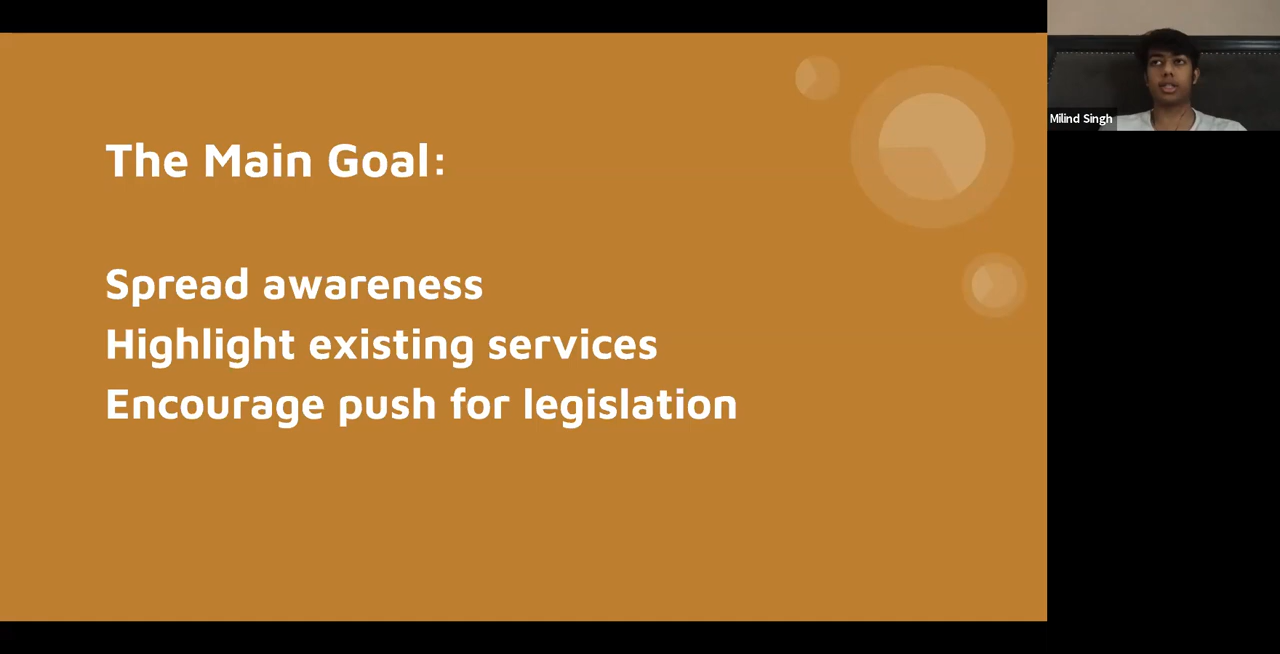 The Main Goal:
Spread awareness
Highlight existing services
Encourage push for legislation
Milind Singh